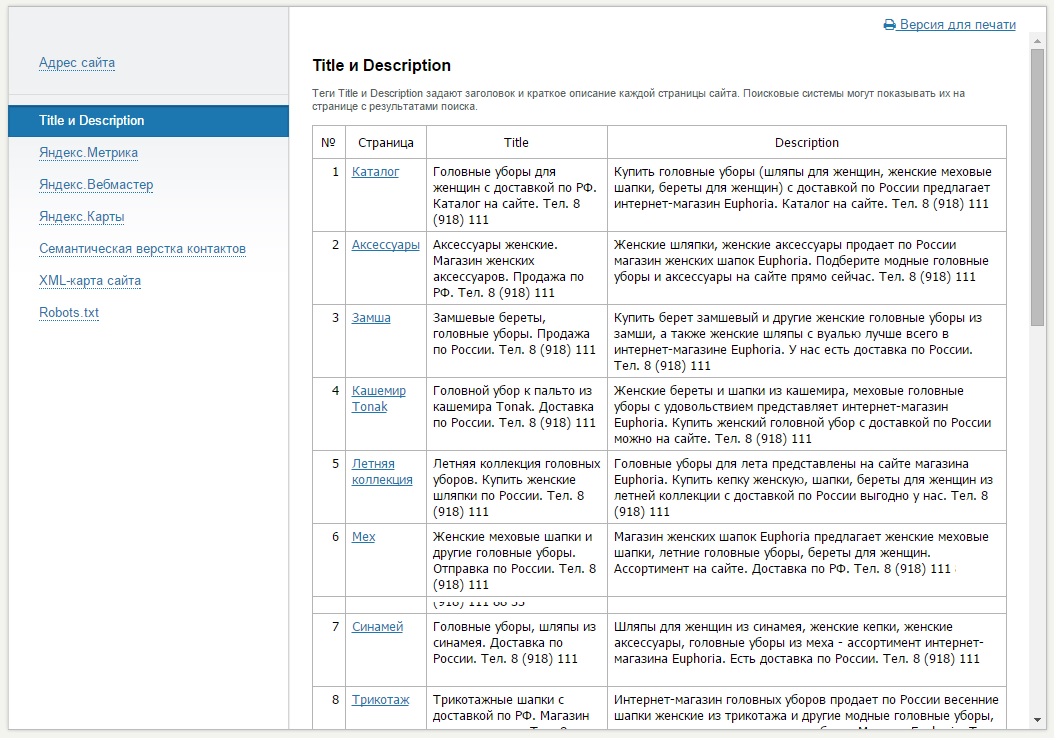 Версия для печати
Адрес сайта
Title и Description
Яндекс.Метрика
Яндекс.Вебмастер
Яндекс.Карты
Семантическая верстка контактов
XML-карта сайта
Robots.txt
Title и Description
Теги Title и Description задают заголовок и краткое описание каждой страницы сайта. Поисковые системы могут показывать их на
странице с результатами поиска.
№ Страница Title Description
1
Каталог
Головные уборы для
женщин с доставкой по РФ.
Каталог на сайте. Тел. 8
(918) 111
Купить головные уборы (шляпы для женщин, женские меховые
шапки, береты для женщин) с доставкой по России предлагает
интернет-магазин Euphoria. Каталог на сайте. Тел. 8 (918) 111
2
Аксессуары
Аксессуары женские.
Магазин женских
аксессуаров. Продажа по
РФ. Тел. 8 (918) 111
Женские шляпки, женские аксессуары продает по России
магазин женских шапок Euphoria. Подберите модные головные
уборы и аксессуары на сайте прямо сейчас. Тел. 8 (918) 111
3
Замша
Замшевые береты,
головные уборы. Продажа
по России. Тел. 8 (918) 111
Купить берет замшевый и другие женские головные уборы из
замши, а также женские шляпы с вуалью лучше всего в
интернет-магазине Euphoria. У нас есть доставка по России.
Тел. 8 (918) 111
4
Кашемир
Tonak
Головной убор к пальто из
кашемира Tonak. Доставка
по России. Тел. 8 (918) 111
Женские береты и шапки из кашемира, меховые головные
уборы с удовольствием представляет интернет-магазин
Euphoria. Купить женский головной убор с доставкой по России
можно на сайте. Тел. 8 (918) 111
5
Летняя
коллекция
Летняя коллекция головных
уборов. Купить женские
шляпки по России. Тел. 8
(918) 111
Головные уборы для лета представлены на сайте магазина
Euphoria. Купить кепку женскую, шапки, береты для женщин из
летней коллекции с доставкой по России выгодно у нас. Тел. 8
(918) 111
6
Мех
Женские меховые шапки и
другие головные уборы.
Отправка по России. Тел. 8
(918) 111
Магазин женских шапок Euphoria предлагает женские меховые
шапки, летние головные уборы, береты для женщин.
Ассортимент на сайте. Доставка по РФ. Тел. 8 (918) 111
7
Синамей
Головные уборы, шляпы из
синамея. Доставка по
России. Тел. 8 (918) 111
Шляпы для женщин из синамея, женские кепки, женские
аксессуары, головные уборы из меха - ассортимент интернет-
магазина Euphoria. Есть доставка по России. Тел. 8 (918) 111
8
Трикотаж
Трикотажные шапки с
доставкой по РФ. Магазин
Интернет-магазин головных уборов продает по России весенние
шапки женские из трикотажа и другие модные головные уборы,